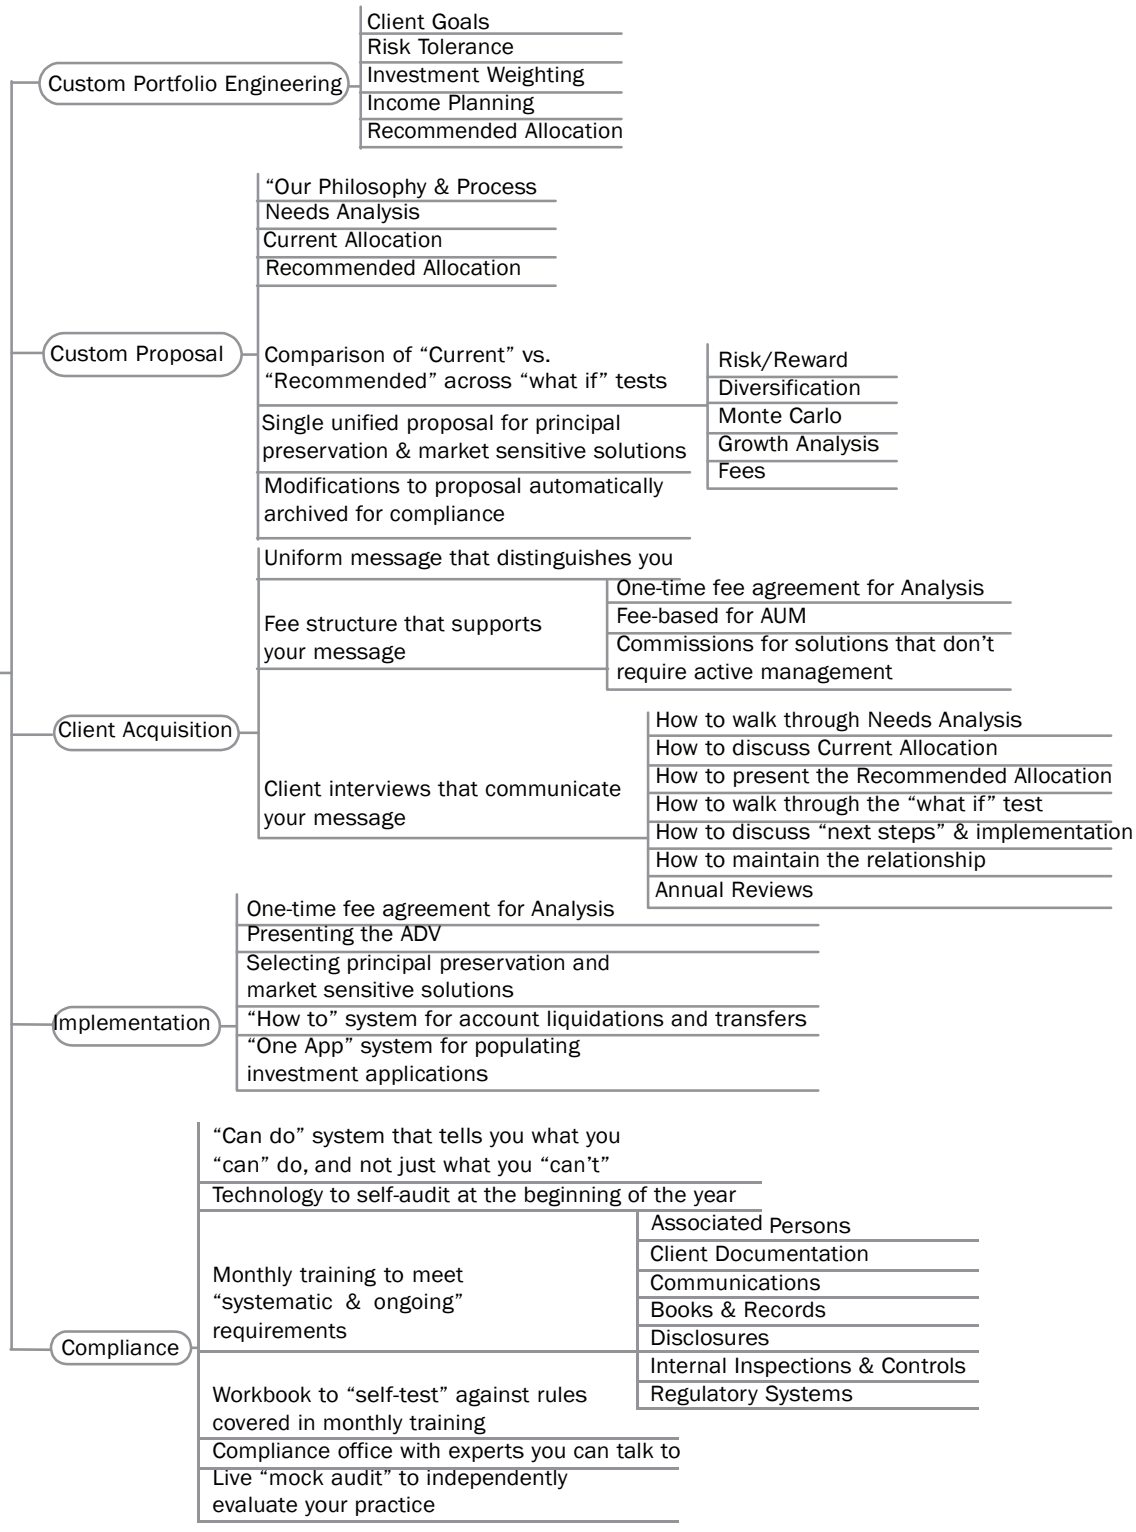 Custom Portfolio Engineering
Client Goals
Risk Tolerance
Investment Weighting
Income Planning
Recommended Allocation
Custom Proposal
“Our Philosophy & Process
Needs Analysis
Current Allocation
Recommended Allocation
Comparison of “Current” vs.
“Recommended” across “what if” tests
Risk/Reward
Diversification
Monte Carlo
Growth Analysis
Fees
Single unified proposal for principal
preservation & market sensitive solutions
Modifications to proposal automatically
archived for compliance
Client Acquisition
Uniform message that distinguishes you
Fee structure that supports
your message
One-time fee agreement for Analysis
Fee-based for AUM
Commissions for solutions that don’t
require active management
Client interviews that communicate
your message
How to walk through Needs Analysis
How to discuss Current Allocation
How to present the Recommended Allocation
How to walk through the “what if” test
How to discuss “next steps” & implementation
How to maintain the relationship
Annual Reviews
Implementation
One-time fee agreement for Analysis
Presenting the ADV
Selecting principal preservation and
market sensitive solutions
“How to” system for account liquidations and transfers
“One App” system for populating
investment applications
Compliance
“Can do” system that tells you what you
“can” do, and not just what you “can’t”
Technology to self-audit at the beginning of the year
Monthly training to meet
“systematic & ongoing”
requirements
Associated Persons
Client Documentation
Communications
Books & Records
Disclosures
Internal Inspections & Controls
Regulatory Systems
Workbook to “self-test” against rules
covered in monthly training
Compliance office with experts you can talk to
Live “mock audit” to independently
evaluate your practice